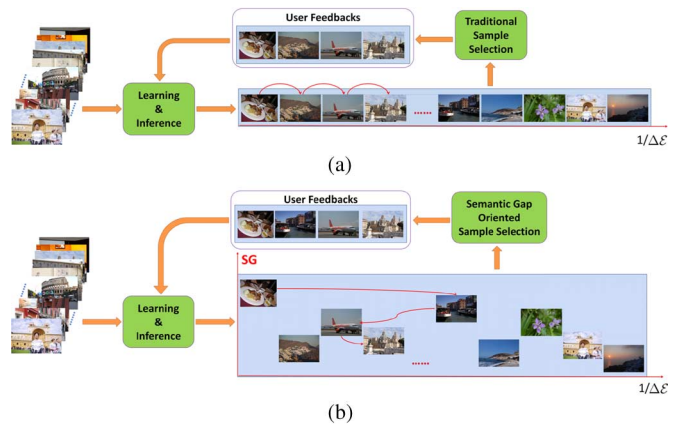 User Feedbacks
Traditional
Sample
Selection
Learning
&
Inference
......
1/Δℰ
(a)
User Feedbacks
Semantic Gap
Oriented
Sample Selection
SG
Learning
&
Inference
......
1/Δℰ
(b)